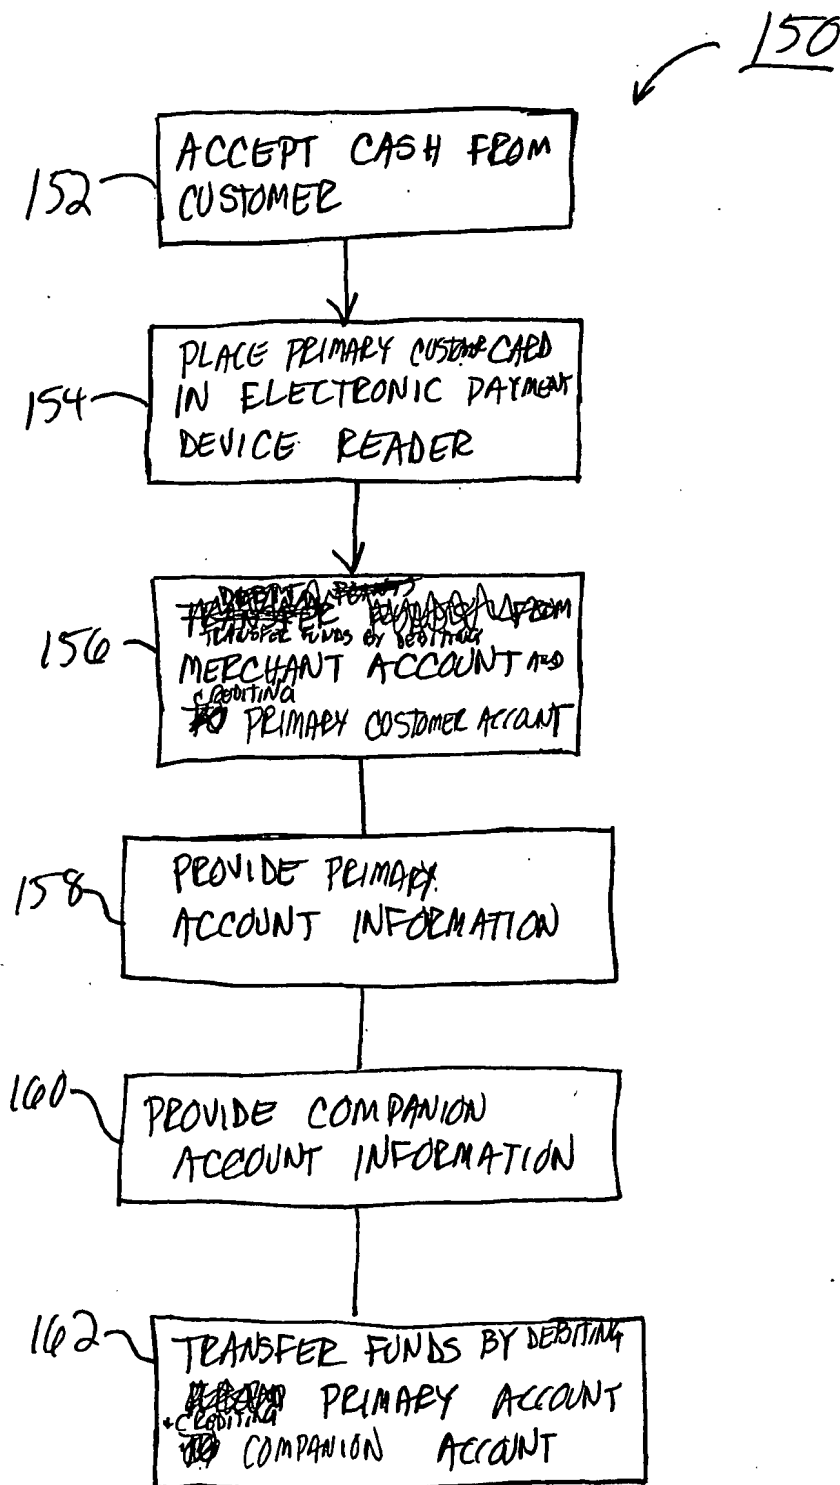 150
152
ACCEPT CASH FROM
CUSTOMER
154
PLACE PRIMARY CUSTOMER CARD
IN ELECTRONIC PAYMENT
DEVICE READER
156
FROM
TRANSFER FUNDS BY DEBITING
MERCHANT ACCOUNT AND
CREDITING
PRIMARY COSTOMER ACCOUNT
158
PROVIDE PRIMARY
ACCOUNT INFORMATION
160
PROVIDE COMPANION
ACCOUNT INFORMATION
162
TRANSFER FUNDS BY DEBITING
PRIMARY ACCOUNT
+ CREDITING
COMPANION ACCOUNT